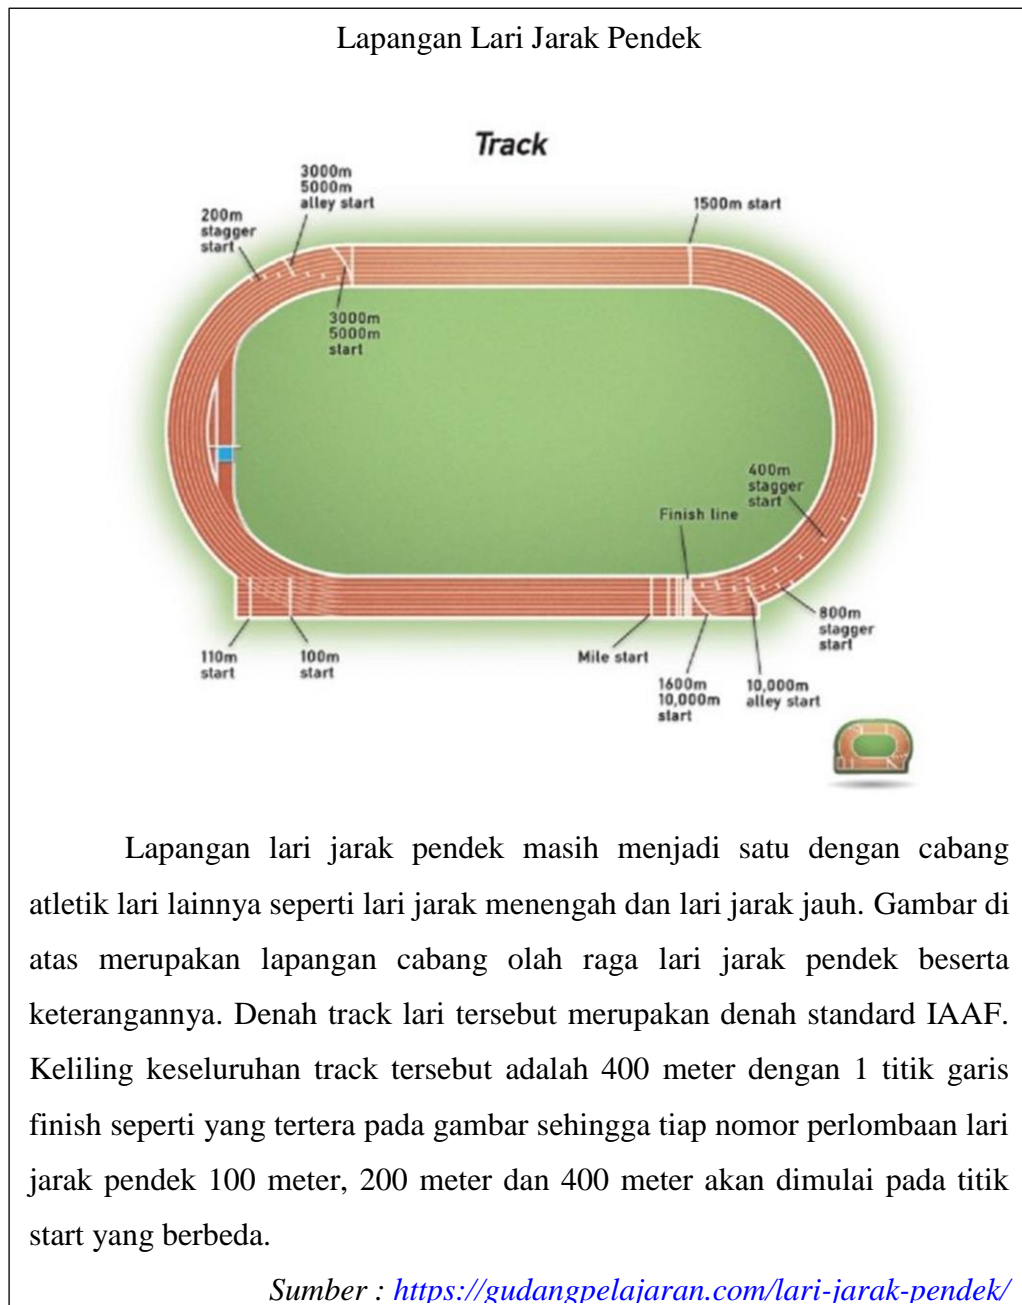 Lapangan Lari Jarak Pendek
Track
3000m
5000m
alley start
200m
stagger
start
1500m start
3000m
5000m
start
400m
stagger
start
Finish line
110m
start
100m
start
Mile start
1600m
10,000m
start
10,000m
alley start
800m
stagger
start
Lapangan lari jarak pendek masih menjadi satu dengan cabang
atletik lari lainnya seperti lari jarak menengah dan lari jarak jauh. Gambar di
atas merupakan lapangan cabang olah raga lari jarak pendek beserta
keterangannya. Denah track lari tersebut merupakan denah standard IAAF.
Keliling keseluruhan track tersebut adalah 400 meter dengan 1 titik garis
finish seperti yang tertera pada gambar sehingga tiap nomor perlombaan lari
jarak pendek 100 meter, 200 meter dan 400 meter akan dimulai pada titik
start yang berbeda.
Sumber : https://gudangpelajaran.com/lari-jarak-pendek/